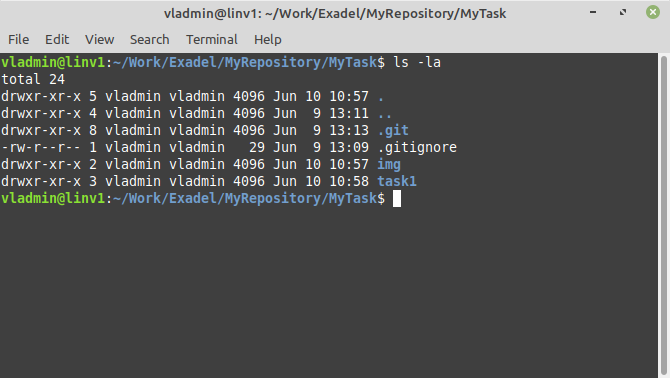 vladmin@linv1: ~/Work/Exadel/MyRepository/MyTask
File Edit View Search Terminal Help
vladmin@linv1:~/Work/Exadel/MyRepository/MyTask$ ls -la
total 24
drwxr-xr-x 5 vladmin vladmin 4096 Jun 10 10:57 .
drwxr-xr-x 4 vladmin vladmin 4096 Jun  9 13:11 ..
drwxr-xr-x 8 vladmin vladmin 4096 Jun  9 13:13 .git
-rw-r--r-- 1 vladmin vladmin   29 Jun  9 13:09 .gitignore
drwxr-xr-x 2 vladmin vladmin 4096 Jun 10 10:57 img
drwxr-xr-x 3 vladmin vladmin 4096 Jun 10 10:58 task1
vladmin@linv1:~/Work/Exadel/MyRepository/MyTask$